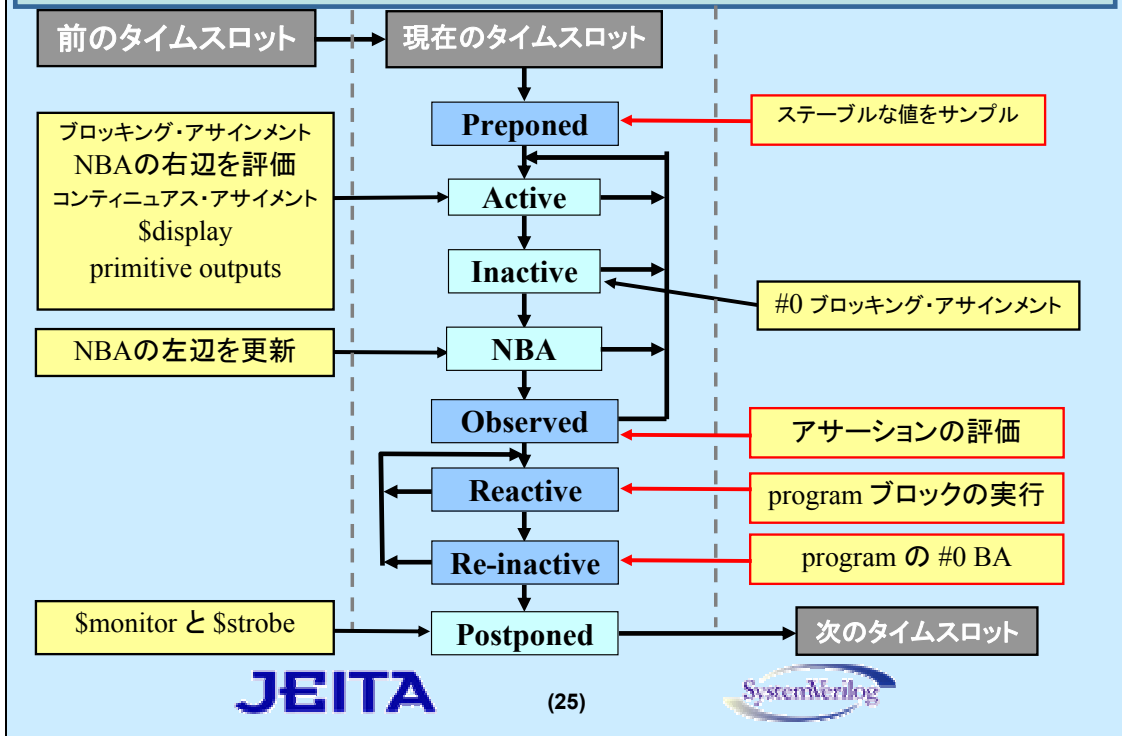 前のタイムスロット
現在のタイムスロット
Preponed
ステーブルな値をサンプル
ブロッキング・アサインメント
NBAの右辺を評価
コンティニュアス・アサイメント
$display
primitive outputs
Active
Inactive
#0 ブロッキング・アサインメント
NBAの左辺を更新
NBA
Observed
アサーションの評価
Reactive
program ブロックの実行
Re-inactive
program の #0 BA
$monitor と $strobe
Postponed
次のタイムスロット
JEITA
(25)
SystemVerilog